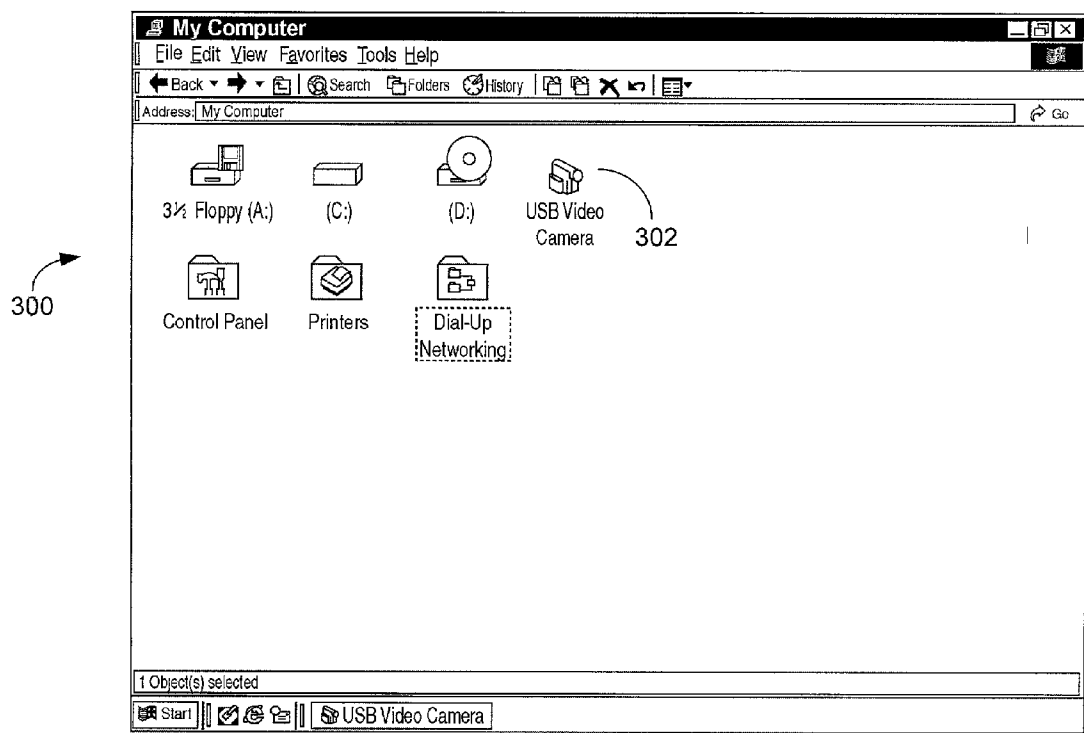 My Computer
File Edit View Favorites Tools Help
Back Search Folders History
Address: My Computer Go
3½ Floppy (A:) (C:) (D:) USB Video Camera 302
300
Control Panel Printers Dial-Up Networking
1 Object(s) selected
Start USB Video Camera